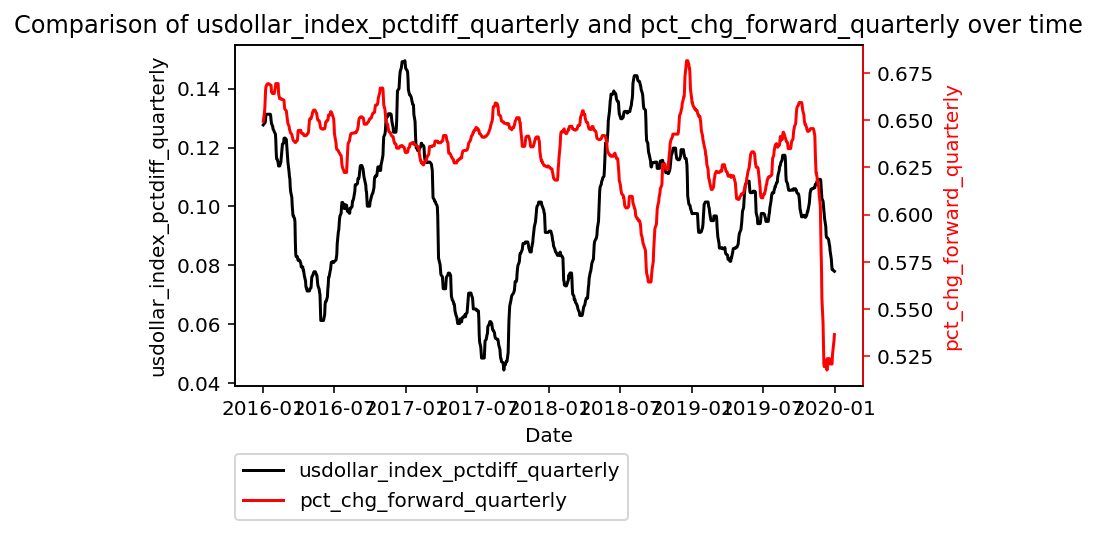 Comparison of usdollar_index_pctdiff_quarterly and pct_chg_forward_quarterly over time
usdollar_index_pctdiff_quarterly
0.14
0.12
0.10
0.08
0.06
0.04
0.675
0.650
0.625
0.600
0.575
0.550
0.525
pct_chg_forward_quarterly
2016-01 2016-07 2017-01 2017-07 2018-01 2018-07 2019-01 2019-07 2020-01
Date
usdollar_index_pctdiff_quarterly
pct_chg_forward_quarterly